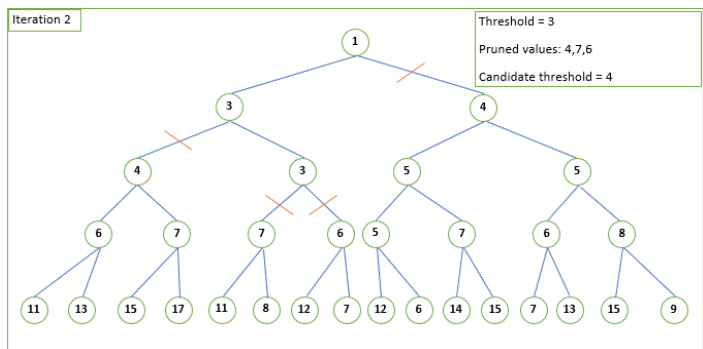 Iteration 2
Threshold = 3
Pruned values: 4,7,6
Candidate threshold = 4
1
3 4
4 3 5 5
6 7 7 6 5 7 6 8
11 13 15 17 11 8 12 7 12 6 14 15 7 13 15 9